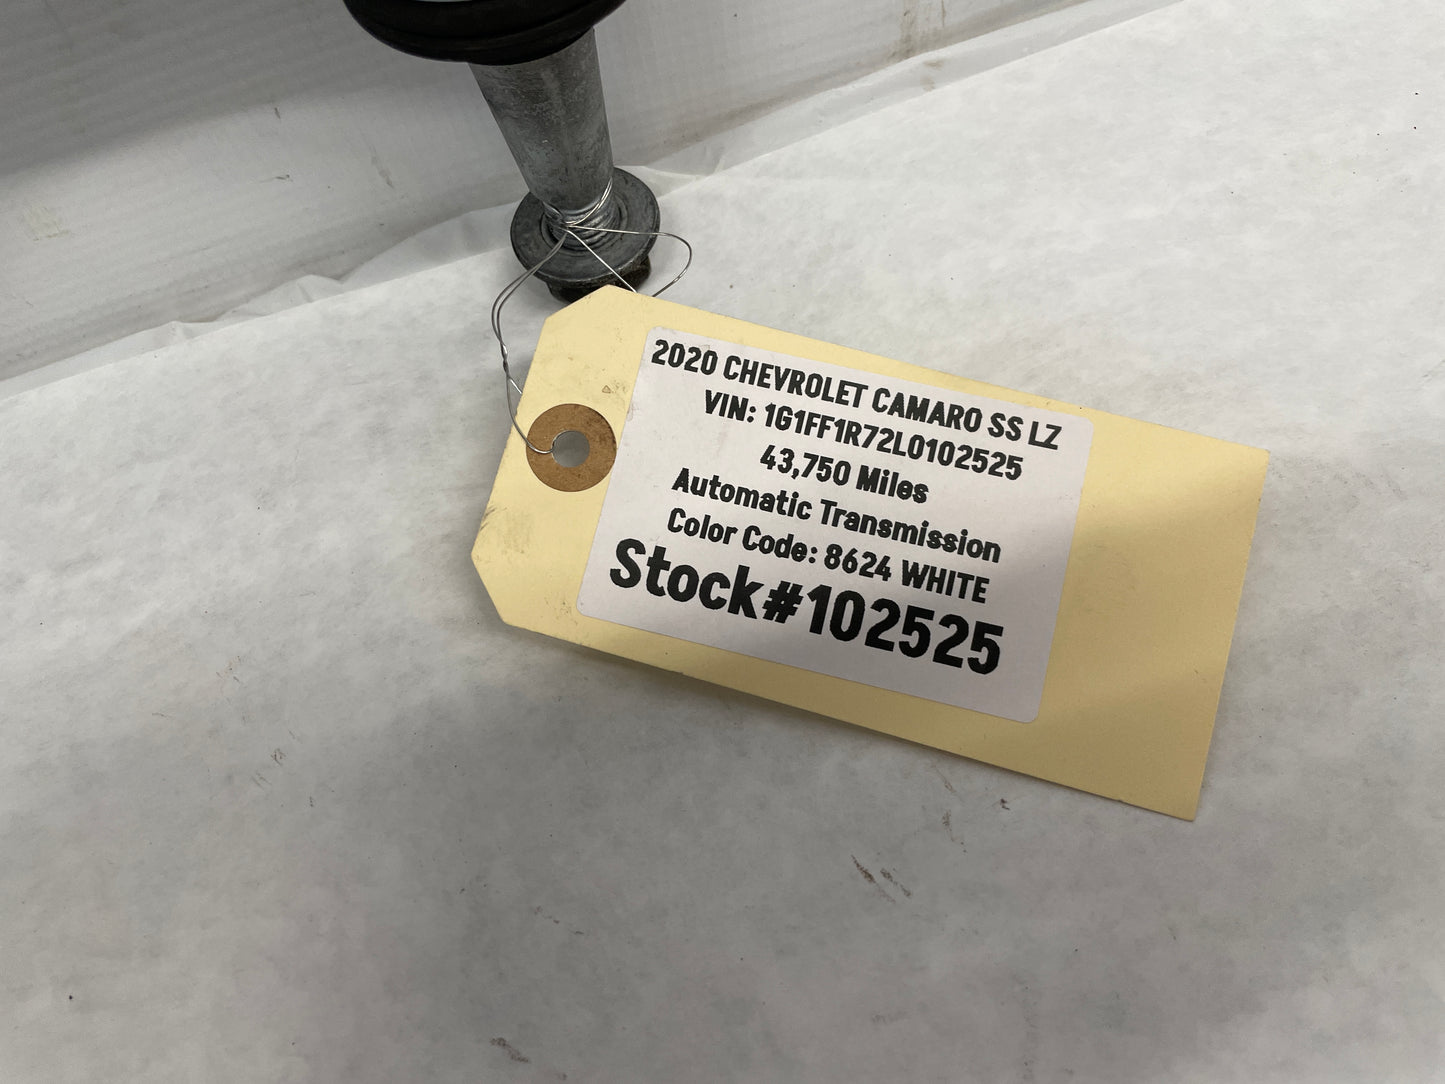 2020 CHEVROLET CAMARO SS LZ
VIN: 1G1FF1R72L0102525
43,750 Miles
Automatic Transmission
Color Code: 8624 WHITE
Stock#102525